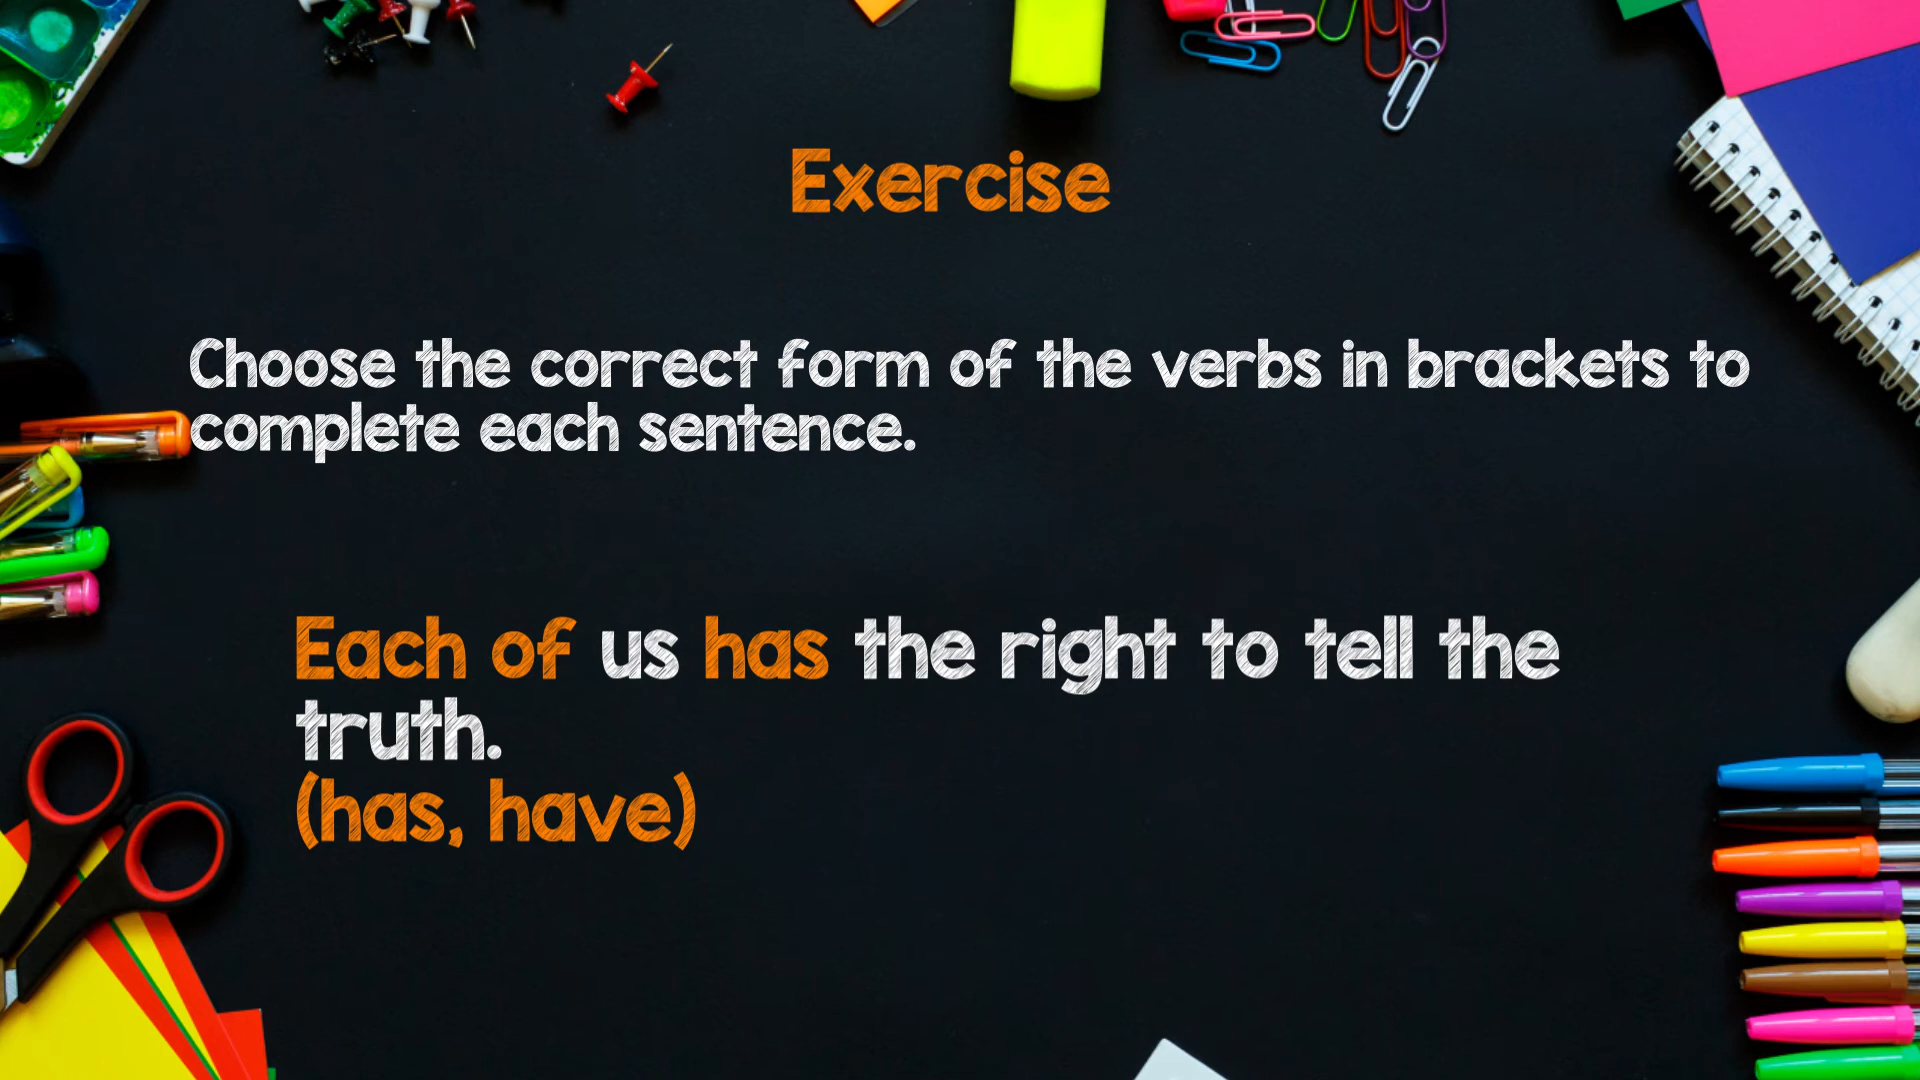 Exercise
Choose the correct form of the verbs in brackets to
complete each sentence.
Each of us has the right to tell the
truth.
(has, have)